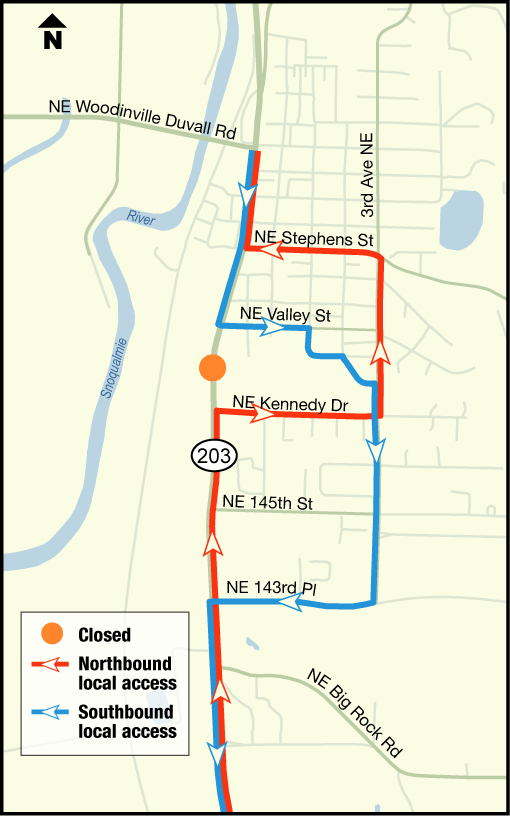 N
NE Woodinville Duvall Rd
3rd Ave NE
River
NE Stephens St
NE Valley St
Snoqualmie
NE Kennedy Dr
203
NE 145th St
NE 143rd Pl
Closed
Northbound
local access
Southbound
local access
NE Big Rock Rd